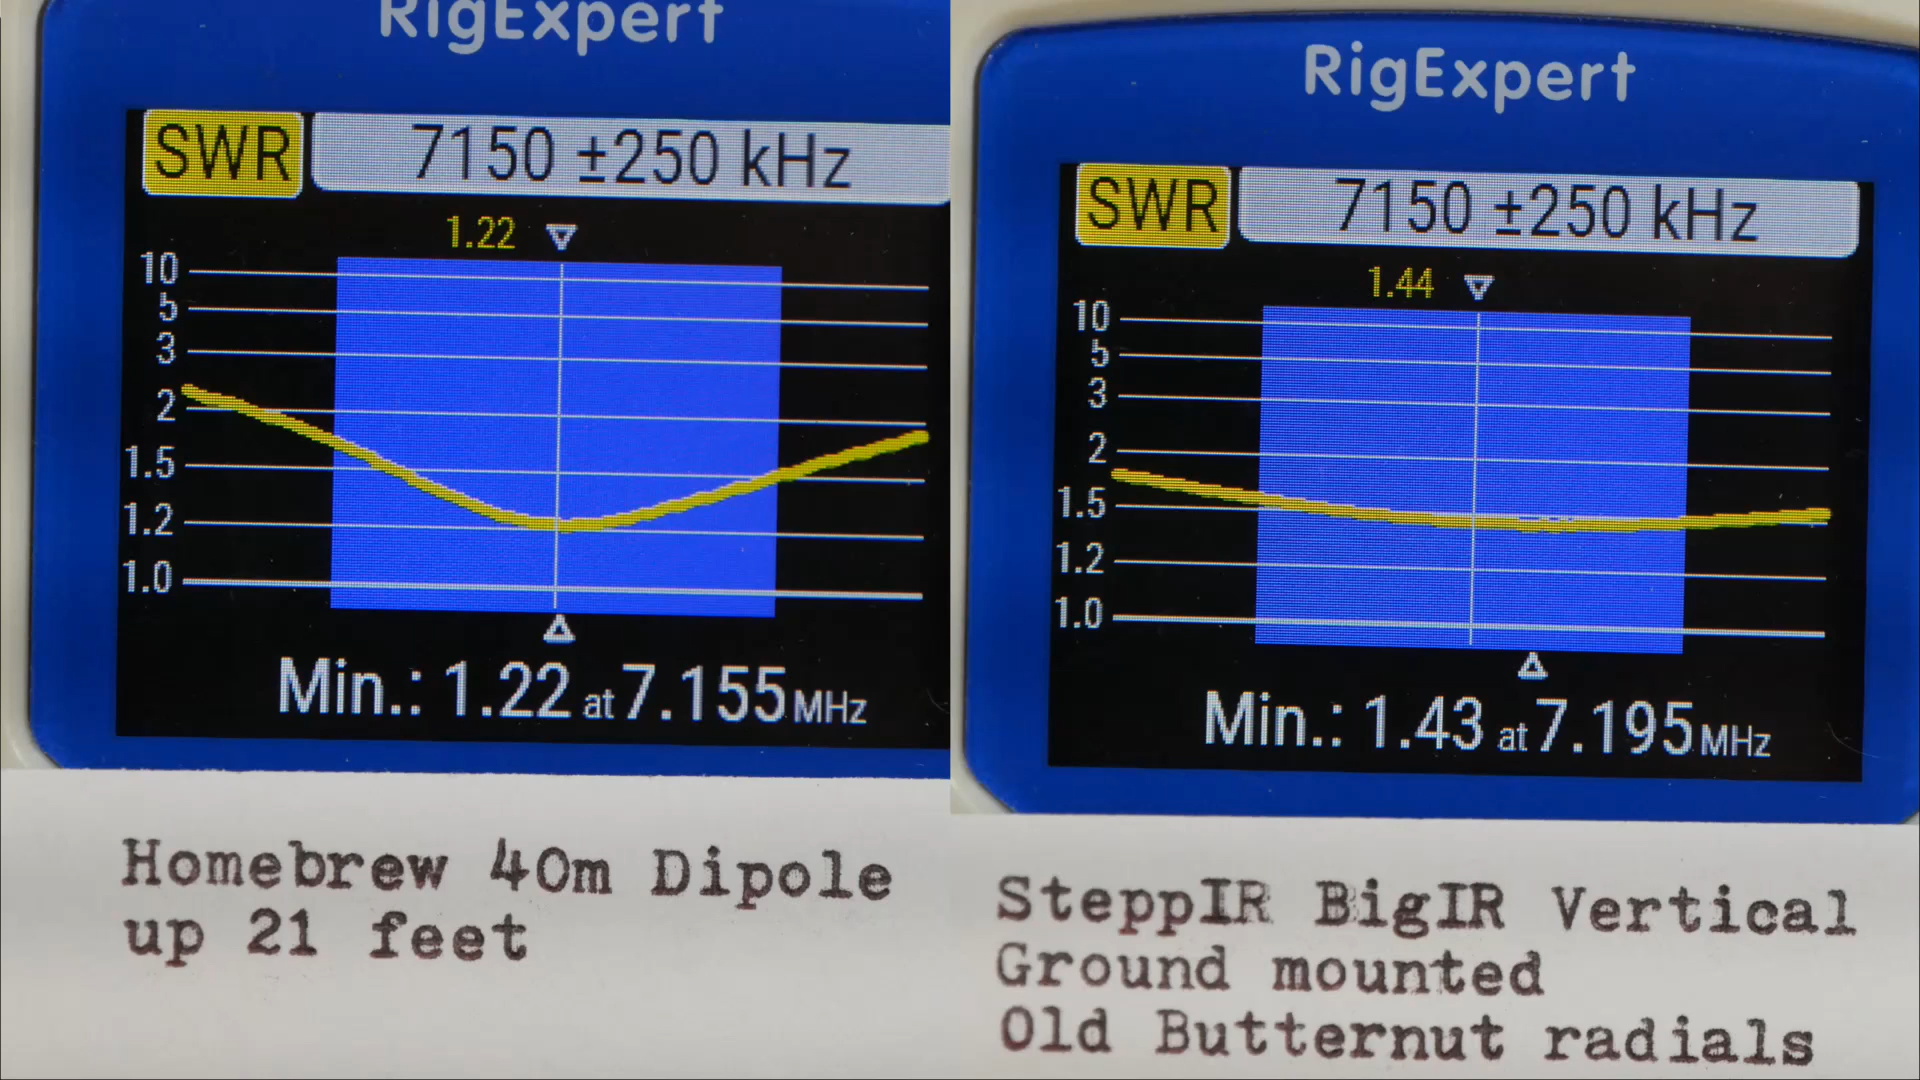 RigExpert
SWR 7150 ±250 kHz
1.22
10
5
3
2
1.5
1.2
1.0
Min.: 1.22 at 7.155 MHz
Homebrew 40m Dipole
up 21 feet
RigExpert
SWR 7150 ±250 kHz
1.44
10
5
3
2
1.5
1.2
1.0
Min.: 1.43 at 7.195 MHz
SteppIR BigIR Vertical
Ground mounted
Old Butternut radials